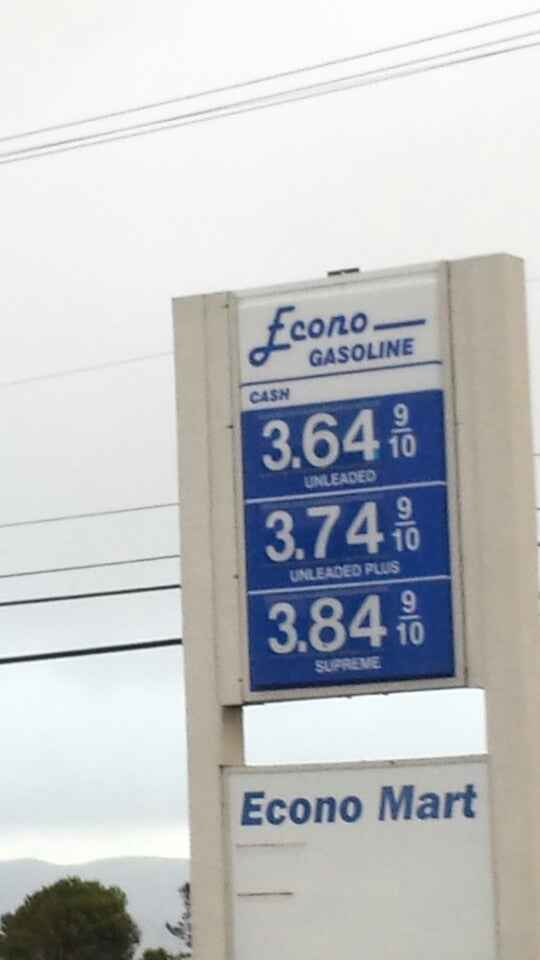 Econo
GASOLINE
CASH
3.64 9/10
UNLEADED
3.74 9/10
UNLEADED PLUS
3.84 9/10
SUPREME
Econo Mart